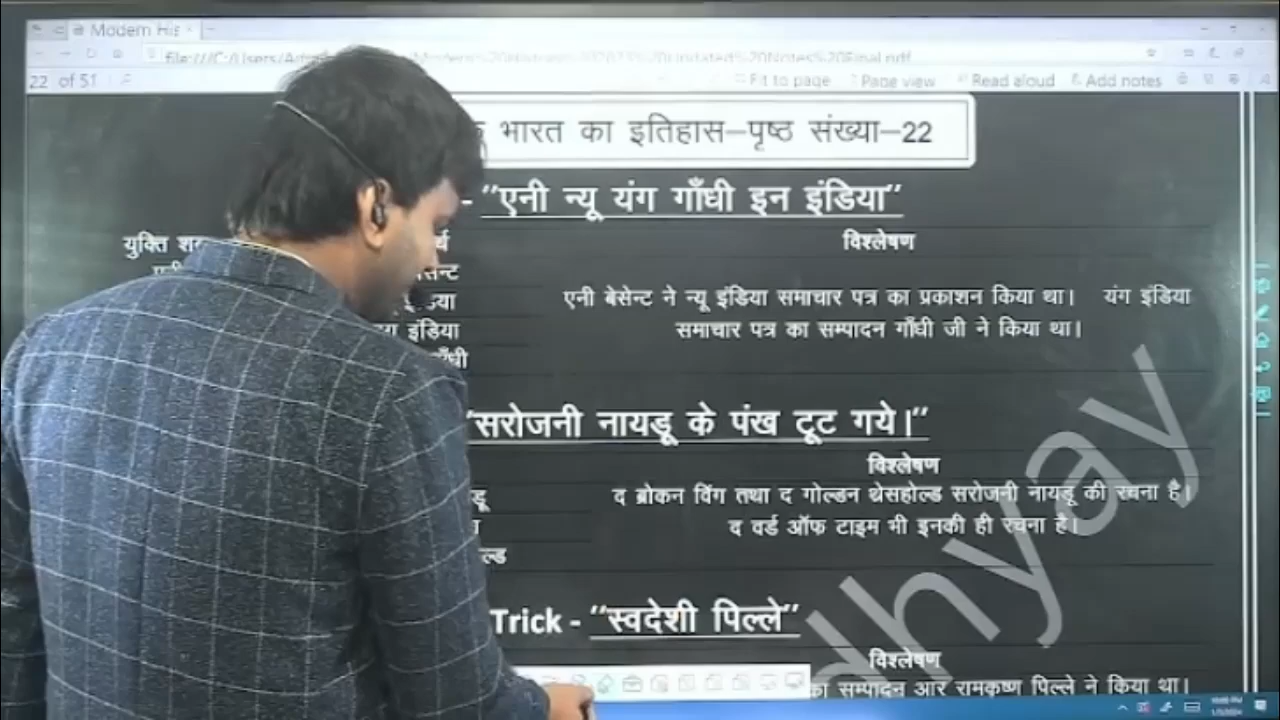 Modern His
22 of 51
Fit to page Page view Read aloud Add notes
भारत का इतिहास–पृष्ठ संख्या–22
- "एनी न्यू यंग गाँधी इन इंडिया"
युक्ति विश्लेषण
एनी बेसेन्ट ने न्यू इंडिया समाचार पत्र का प्रकाशन किया था। यंग इंडिया
इंडिया समाचार पत्र का सम्पादन गाँधी जी ने किया था।
"सरोजनी नायडू के पंख टूट गये।"
विश्लेषण
द ब्रोकन विंग तथा द गोल्डन थ्रेसहोल्ड सरोजनी नायडू की रचना है।
द वर्ड ऑफ टाइम भी इनकी ही रचना है।
Trick - "स्वदेशी पिल्ले"
विश्लेषण
का सम्पादन आर रामकृष्ण पिल्ले ने किया था।
dhyay